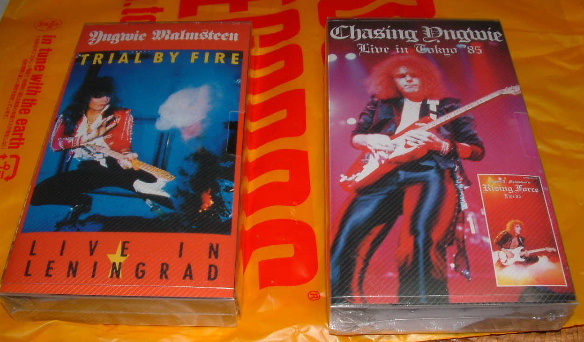 Yngwie Malmsteen
TRIAL BY FIRE
LIVE IN
LENINGRAD
Chasing Yngwie
Live in Tokyo '85
Rising Force
in tune with the earth